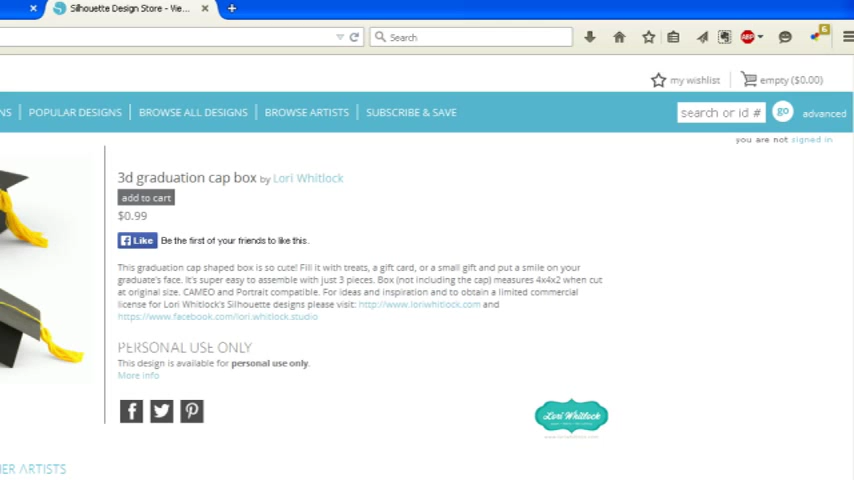 Silhouette Design Store - Vie...
Search
6
ABP
my wishlist
empty ($0.00)
NS
POPULAR DESIGNS
BROWSE ALL DESIGNS
BROWSE ARTISTS
SUBSCRIBE & SAVE
search or id #
go
advanced
you are not signed in
3d graduation cap box by Lori Whitlock
add to cart
$0.99
Like
Be the first of your friends to like this.
This graduation cap shaped box is so cute! Fill it with treats, a gift card, or a small gift and put a smile on your
graduate's face. It's super easy to assemble with just 3 pieces. Box (not including the cap) measures 4x4x2 when cut
at original size. CAMEO and Portrait compatible. For ideas and inspiration and to obtain a limited commercial
license for Lori Whitlock's Silhouette designs please visit: http://www.loriwhitlock.com and
https://www.facebook.com/lori.whitlock.studio
PERSONAL USE ONLY
This design is available for personal use only.
More info
Lori Whitlock
www.loriwhitlock.com
HER ARTISTS